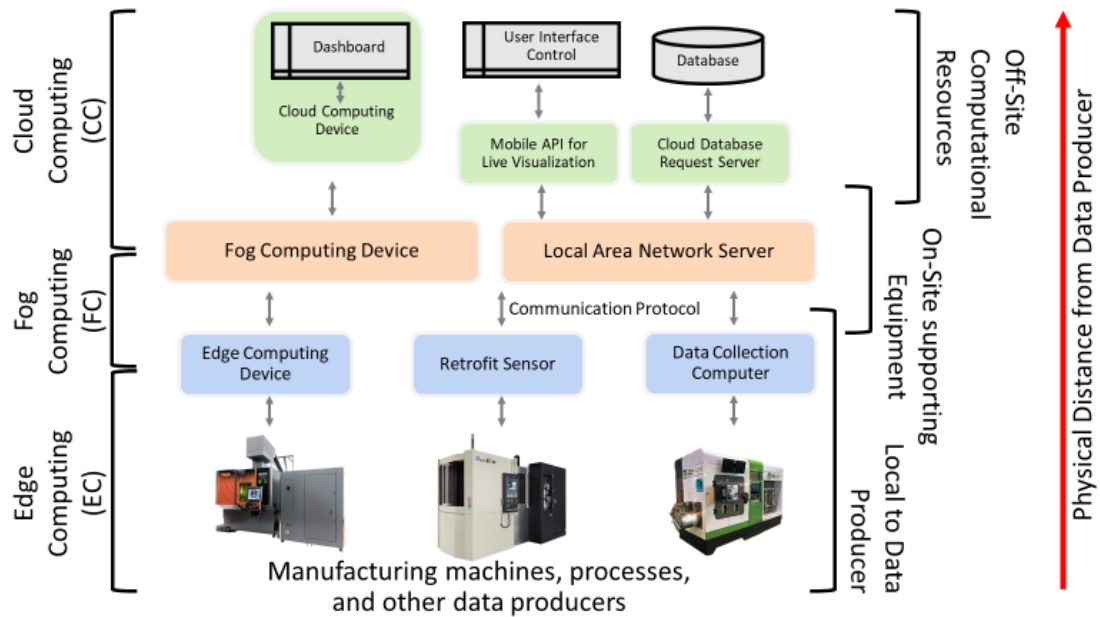 Cloud
Computing
(CC)
Fog
Computing
(FC)
Edge
Computing
(EC)
Dashboard
Cloud Computing
Device
User Interface
Control
Database
Mobile API for
Live Visualization
Cloud Database
Request Server
Fog Computing Device
Local Area Network Server
Communication Protocol
Edge Computing
Device
Retrofit Sensor
Data Collection
Computer
Manufacturing machines, processes,
and other data producers
Off-Site
Computational
Resources
On-Site supporting
Equipment
Local to Data
Producer
Physical Distance from Data Producer